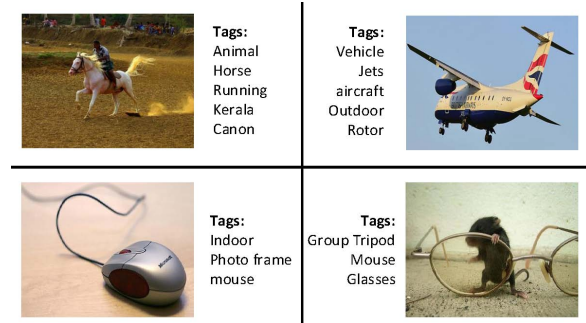 Tags:
Animal
Horse
Running
Kerala
Canon
Tags:
Vehicle
Jets
aircraft
Outdoor
Rotor
Tags:
Indoor
Photo frame
mouse
Tags:
Group Tripod
Mouse
Glasses